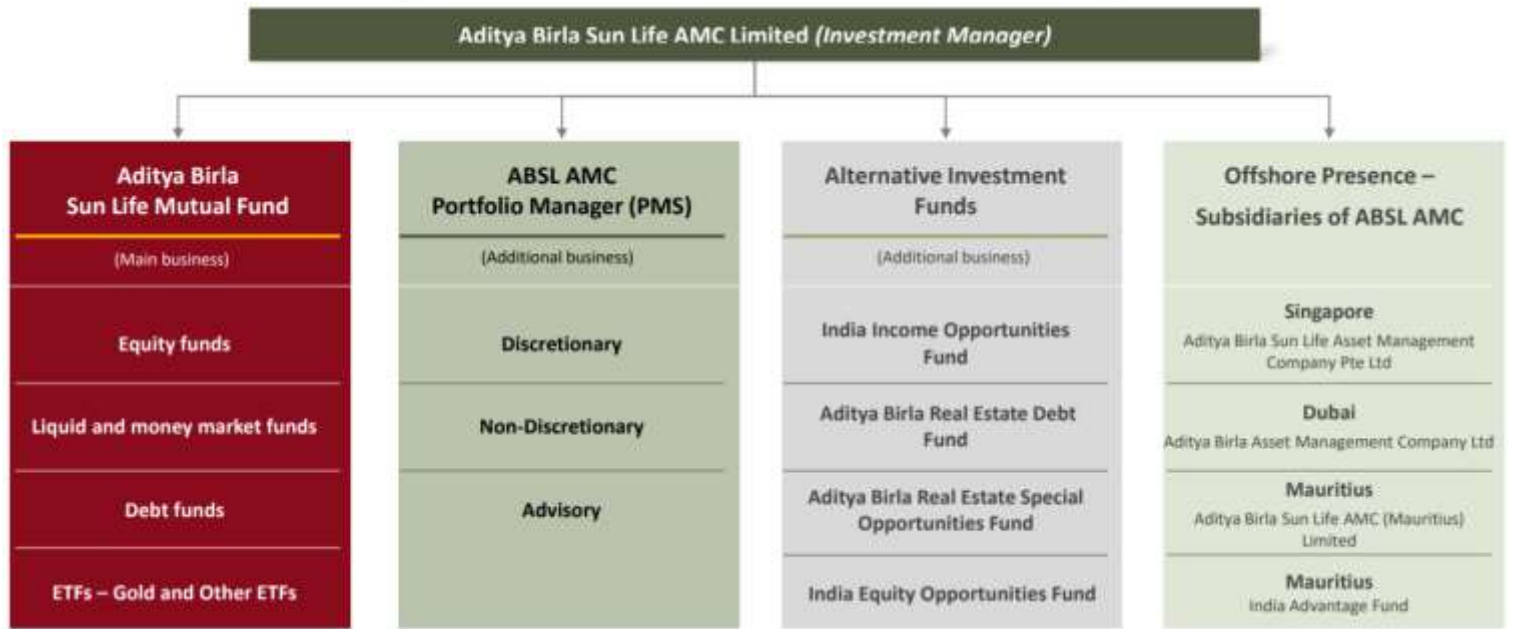 Aditya Birla Sun Life AMC Limited (Investment Manager)
Aditya Birla
Sun Life Mutual Fund
(Main business)
Equity funds
Liquid and money market funds
Debt funds
ETFs – Gold and Other ETFs
ABSL AMC
Portfolio Manager (PMS)
(Additional business)
Discretionary
Non-Discretionary
Advisory
Alternative Investment
Funds
(Additional business)
India Income Opportunities
Fund
Aditya Birla Real Estate Debt
Fund
Aditya Birla Real Estate Special
Opportunities Fund
India Equity Opportunities Fund
Offshore Presence –
Subsidiaries of ABSL AMC
Singapore
Aditya Birla Sun Life Asset Management
Company Pte Ltd
Dubai
Aditya Birla Asset Management Company Ltd
Mauritius
Aditya Birla Sun Life AMC (Mauritius)
Limited
Mauritius
India Advantage Fund